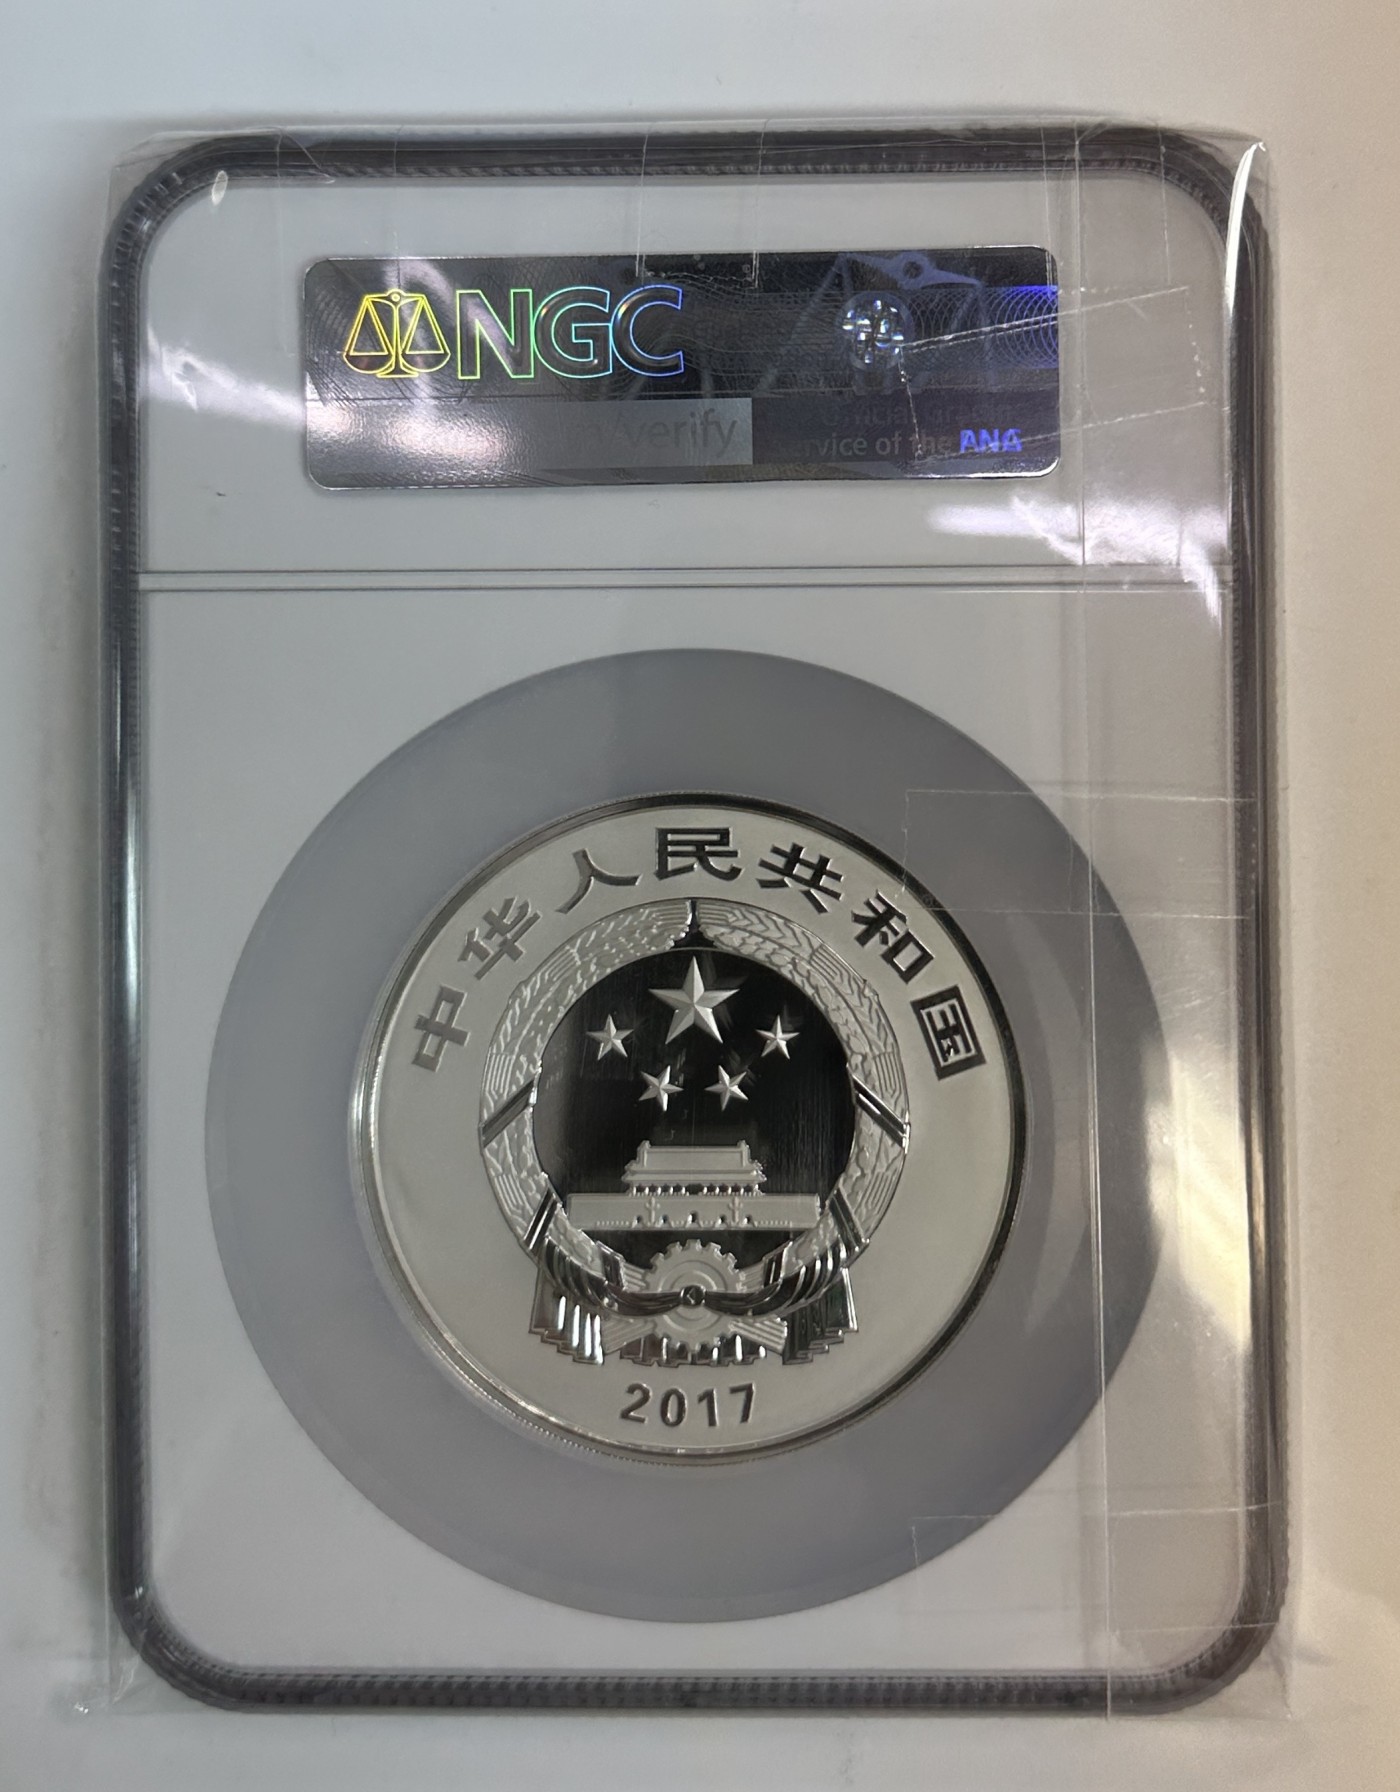 NGC
verify
service of the ANA
中华人民共和国
2017